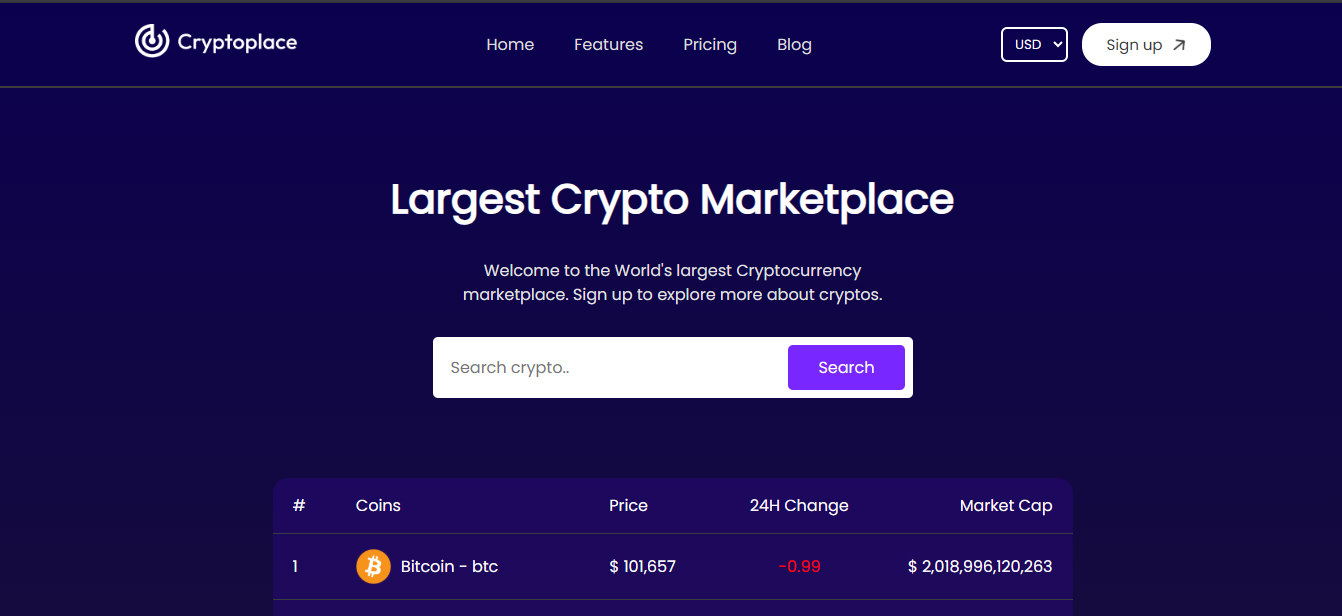 Cryptoplace Home Features Pricing Blog USD Sign up
Largest Crypto Marketplace
Welcome to the World's largest Cryptocurrency
marketplace. Sign up to explore more about cryptos.
Search crypto.. Search
# Coins Price 24H Change Market Cap
1 Bitcoin - btc $ 101,657 -0.99 $ 2,018,996,120,263